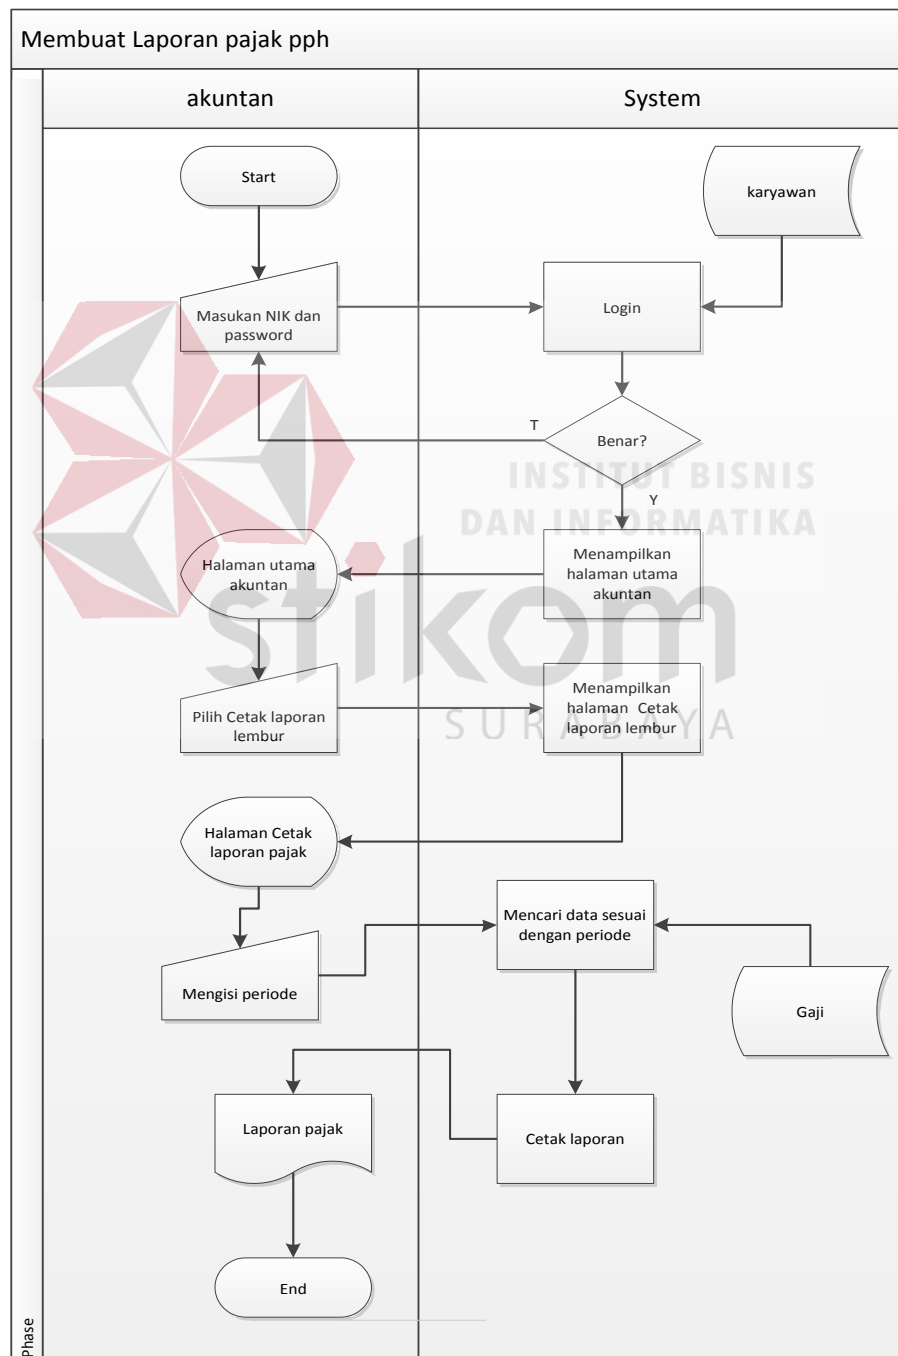 Membuat Laporan pajak pph
akuntan
System
Start
karyawan
Masukan NIK dan
password
Login
T
Benar?
INSTITUT BISNIS
DAN INFORMATIKA
Y
Halaman utama
akuntan
Menampilkan
halaman utama
akuntan
stikom
SURABAYA
Pilih Cetak laporan
lembur
Menampilkan
halaman Cetak
laporan lembur
Halaman Cetak
laporan pajak
Mencari data sesuai
dengan periode
Mengisi periode
Gaji
Laporan pajak
Cetak laporan
End
Phase